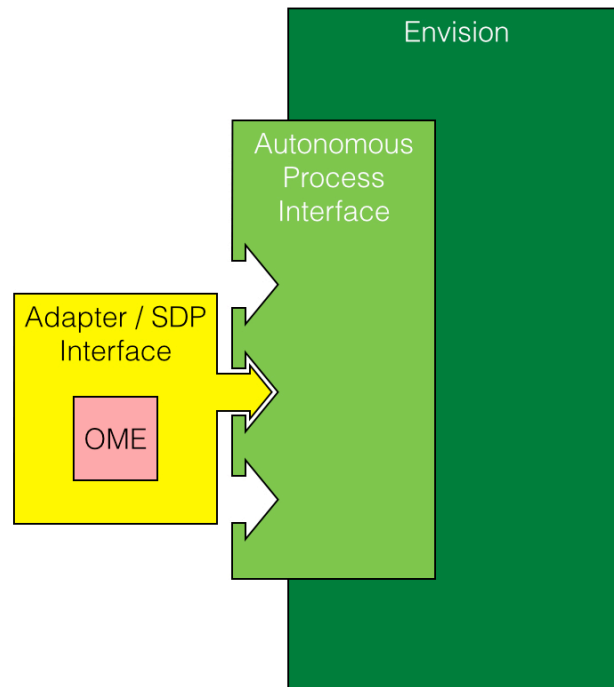 Envision
Autonomous
Process
Interface
Adapter / SDP
Interface
OME